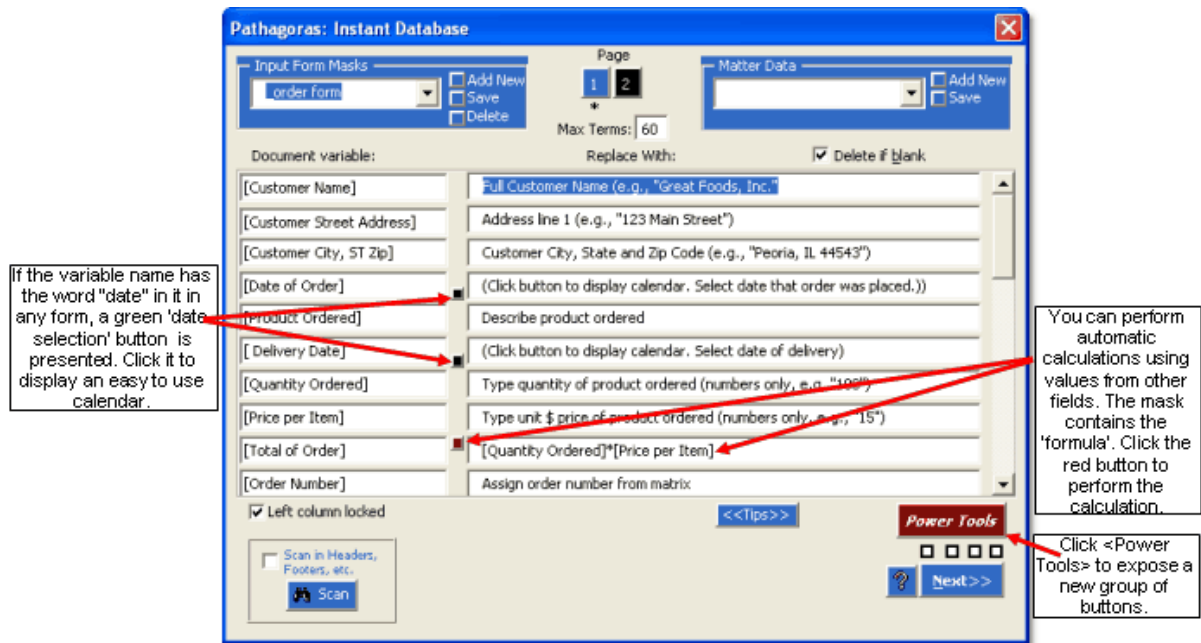 Pathagoras: Instant Database
Input Form Masks
_order form
Add New
Save
Delete
Page
1 2
*
Max Terms: 60
Matter Data
Add New
Save
Document variable:
Replace With:
Delete if blank
[Customer Name]
Full Customer Name (e.g., "Great Foods, Inc."
[Customer Street Address]
Address line 1 (e.g., "123 Main Street")
[Customer City, ST Zip]
Customer City, State and Zip Code (e.g., "Peoria, IL 44543")
[Date of Order]
(Click button to display calendar. Select date that order was placed.))
[Product Ordered]
Describe product ordered
[ Delivery Date]
(Click button to display calendar. Select date of delivery)
[Quantity Ordered]
Type quantity of product ordered (numbers only, e.g. "100")
[Price per Item]
Type unit $ price of product ordered (numbers only, e.g., "15")
[Total of Order]
[Quantity Ordered]*[Price per Item]
[Order Number]
Assign order number from matrix
Left column locked
<<Tips>>
Power Tools
Scan in Headers,
Footers, etc.
Scan
?
Next>>
If the variable name has
the word "date" in it in
any form, a green 'date
selection' button is
presented. Click it to
display an easy to use
calendar.
You can perform
automatic
calculations using
values from other
fields. The mask
contains the
'formula'. Click the
red button to
perform the
calculation.
Click <Power
Tools> to expose a
new group of
buttons.